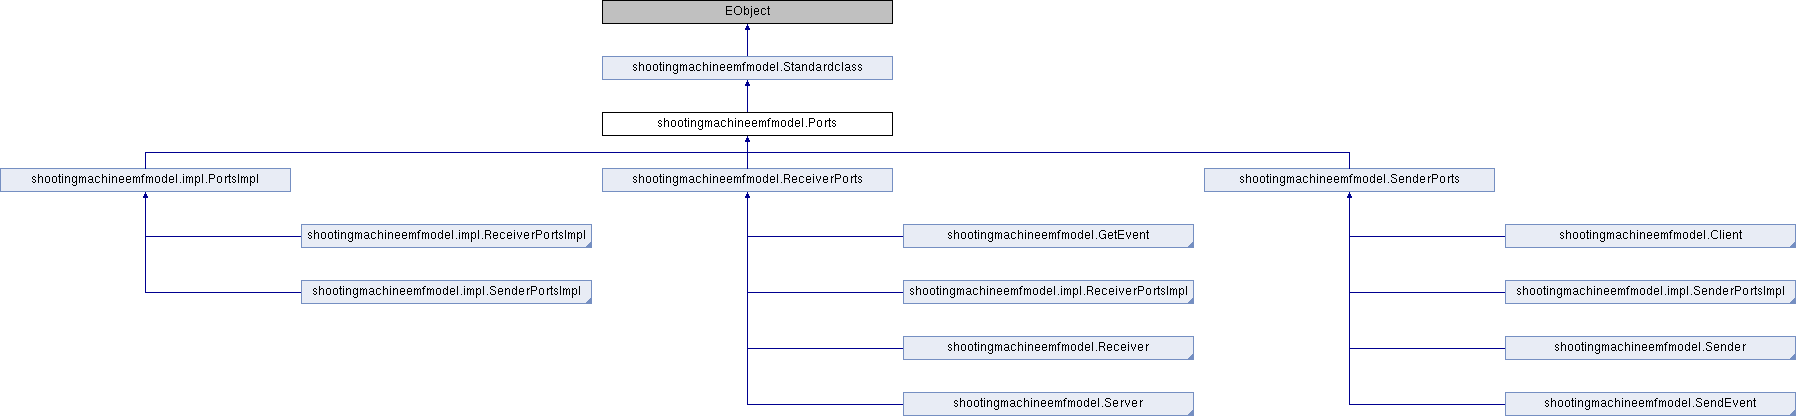 EObject
shootingmachineemfmodel.Standardclass
shootingmachineemfmodel.Ports
shootingmachineemfmodel.impl.PortsImpl
shootingmachineemfmodel.ReceiverPorts
shootingmachineemfmodel.SenderPorts
shootingmachineemfmodel.impl.ReceiverPortsImpl
shootingmachineemfmodel.GetEvent
shootingmachineemfmodel.Client
shootingmachineemfmodel.impl.SenderPortsImpl
shootingmachineemfmodel.impl.ReceiverPortsImpl
shootingmachineemfmodel.impl.SenderPortsImpl
shootingmachineemfmodel.Receiver
shootingmachineemfmodel.Sender
shootingmachineemfmodel.Server
shootingmachineemfmodel.SendEvent